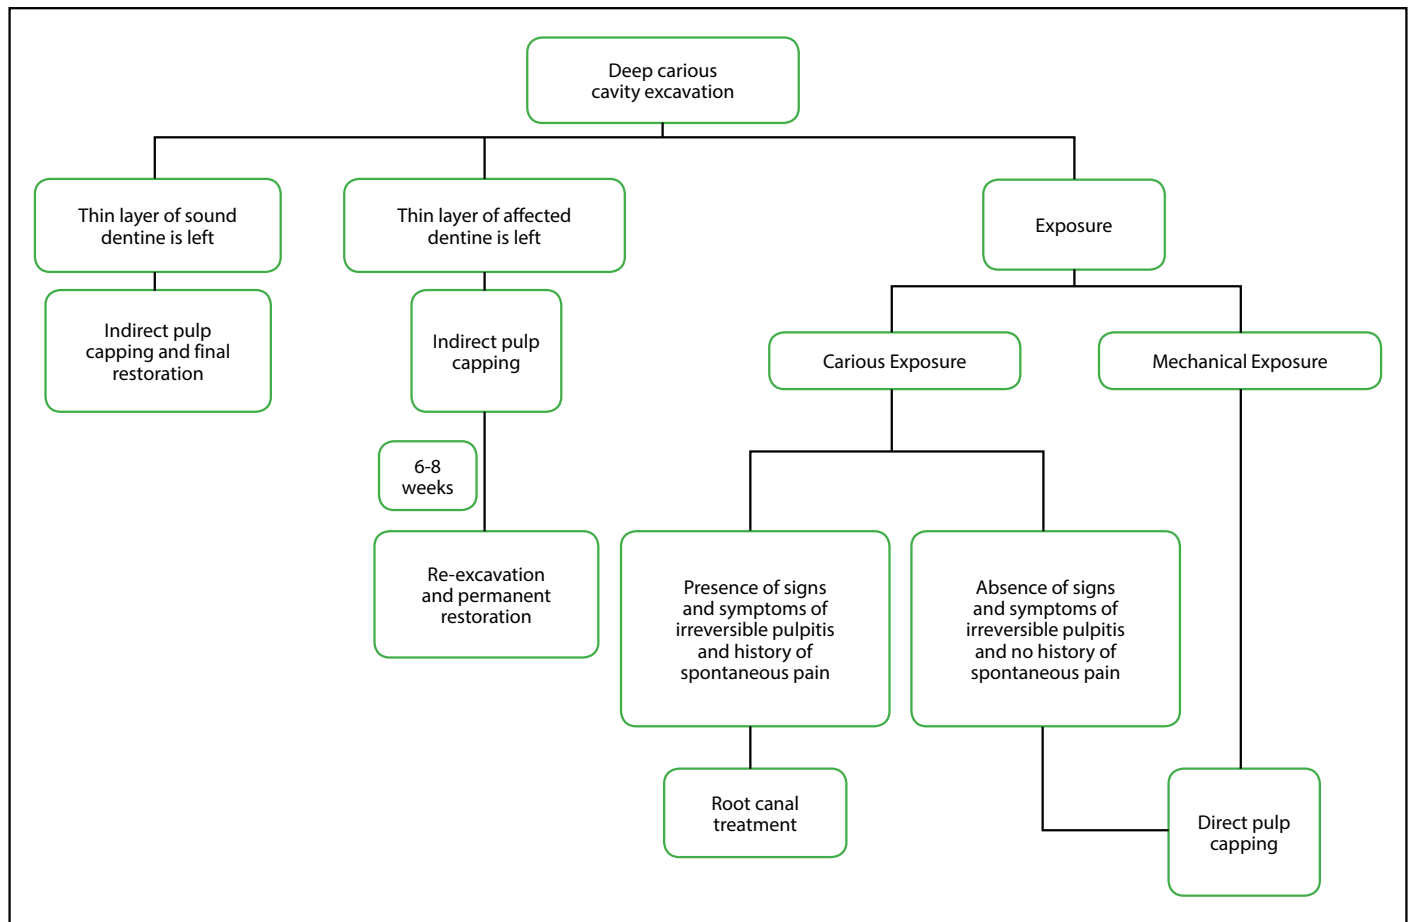 Deep carious
cavity excavation
Thin layer of sound
dentine is left
Thin layer of affected
dentine is left
Exposure
Indirect pulp
capping and final
restoration
Indirect pulp
capping
Carious Exposure
Mechanical Exposure
6-8
weeks
Re-excavation
and permanent
restoration
Presence of signs
and symptoms of
irreversible pulpitis
and history of
spontaneous pain
Absence of signs
and symptoms of
irreversible pulpitis
and no history of
spontaneous pain
Root canal
treatment
Direct pulp
capping